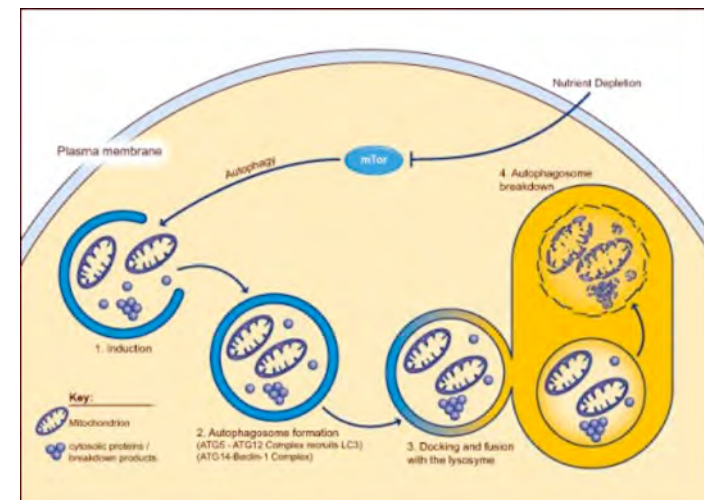 Nutrient Depletion
Plasma membrane
mTor
Autophagy
4. Autophagosome
breakdown
1. Induction
Key:
Mitochondrion
cytosolic proteins /
breakdown products
2. Autophagosome formation
(ATG5 - ATG12 Complex recruits LC3)
(ATG14-Beclin-1 Complex)
3. Docking and fusion
with the lysosyme